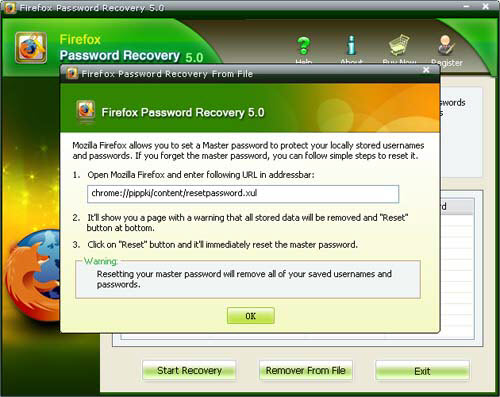 Firefox Password Recovery 5.0
Firefox
Password Recovery 5.0
Help
About
Buy Now
Register
Firefox Password Recovery From File
Firefox Password Recovery 5.0
Mozilla Firefox allows you to set a Master password to protect your locally stored usernames
and passwords. If you forget the master password, you can follow simple steps to reset it.
1. Open Mozilla Firefox and enter following URL in addressbar:
chrome://pippki/content/resetpassword.xul
2. It'll show you a page with a warning that all stored data will be removed and "Reset"
button at bottom.
3. Click on "Reset" button and it'll immediately reset the master password.
Warning:
Resetting your master password will remove all of your saved usernames and
passwords.
OK
Start Recovery
Remover From File
Exit